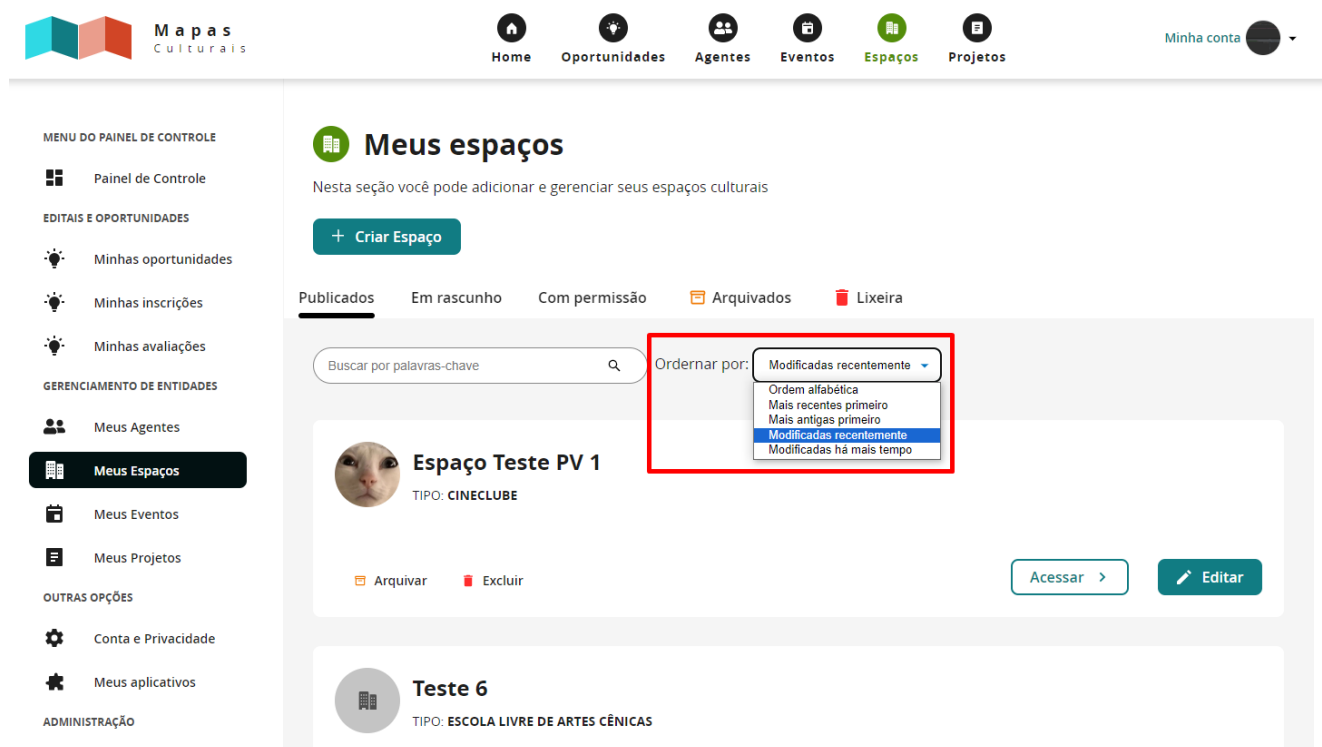 Mapas
Culturais
Home
Oportunidades
Agentes
Eventos
Espaços
Projetos
Minha conta
MENU DO PAINEL DE CONTROLE
Painel de Controle
EDITAIS E OPORTUNIDADES
Minhas oportunidades
Minhas inscrições
Minhas avaliações
GERENCIAMENTO DE ENTIDADES
Meus Agentes
Meus Espaços
Meus Eventos
Meus Projetos
OUTRAS OPÇÕES
Conta e Privacidade
Meus aplicativos
ADMINISTRAÇÃO
Meus espaços
Nesta seção você pode adicionar e gerenciar seus espaços culturais
+ Criar Espaço
Publicados
Em rascunho
Com permissão
Arquivados
Lixeira
Buscar por palavras-chave
Ordernar por:
Modificadas recentemente
Ordem alfabética
Mais recentes primeiro
Mais antigas primeiro
Modificadas recentemente
Modificadas há mais tempo
Espaço Teste PV 1
TIPO: CINECLUBE
Arquivar
Excluir
Acessar
Editar
Teste 6
TIPO: ESCOLA LIVRE DE ARTES CÊNICAS